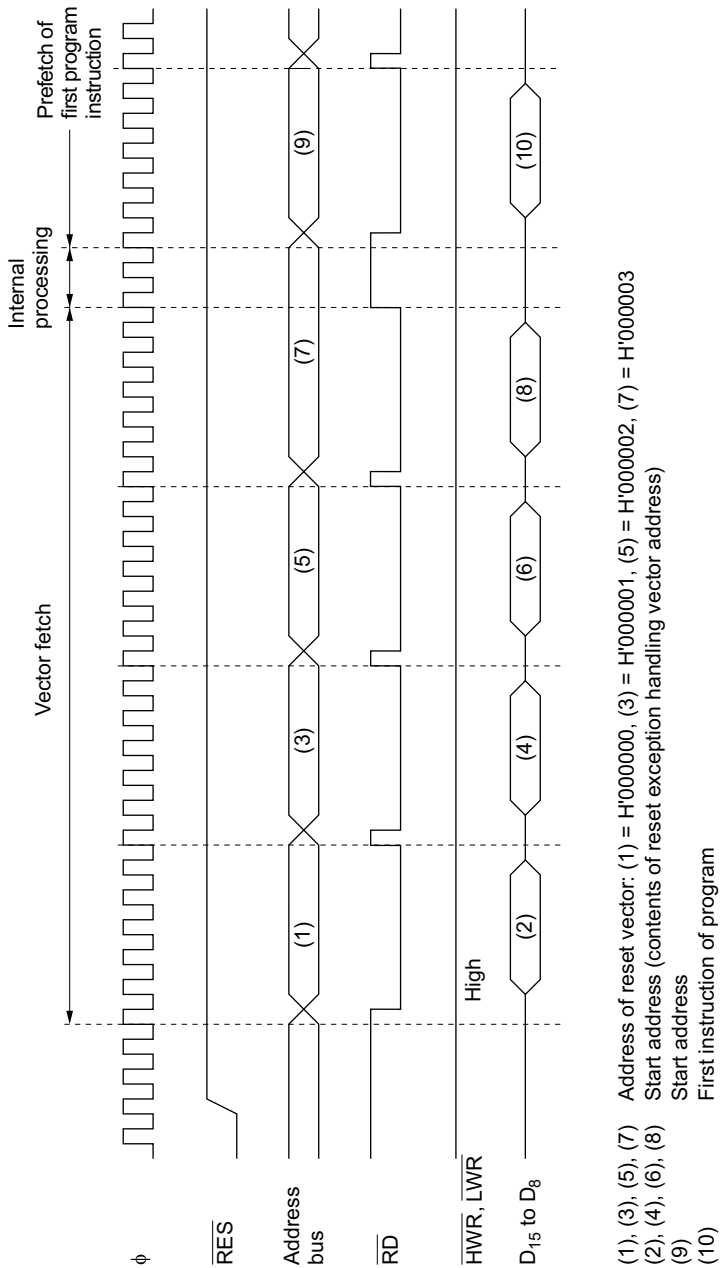 Vector fetch
Internal
processing
Prefetch of
first program
instruction
φ
RES
Address
bus
(1)
(3)
(5)
(7)
(9)
RD
HWR, LWR
High
D15 to D8
(2)
(4)
(6)
(8)
(10)
(1), (3), (5), (7) Address of reset vector: (1) = H'000000, (3) = H'000001, (5) = H'000002, (7) = H'000003
(2), (4), (6), (8) Start address (contents of reset exception handling vector address)
(9) Start address
(10) First instruction of program